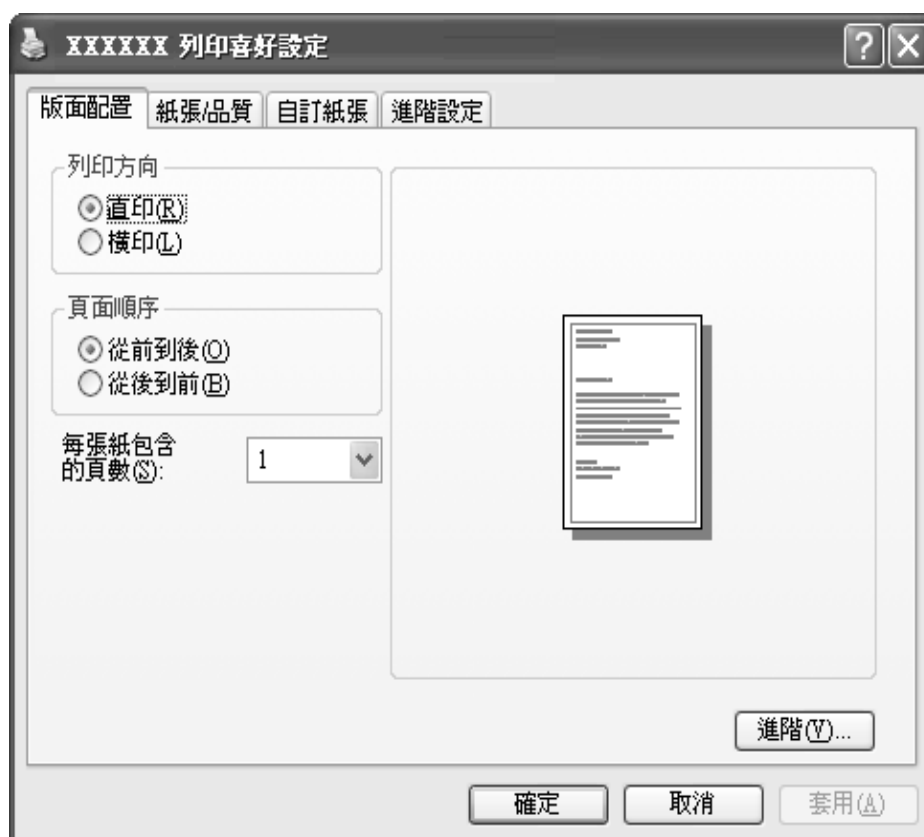 XXXXXX 列印喜好設定
版面配置 紙張/品質 自訂紙張 進階設定
列印方向
直印(R)
橫印(L)
頁面順序
從前到後(O)
從後到前(B)
每張紙包含
的頁數(S):
1
進階(V)...
確定 取消 套用(A)